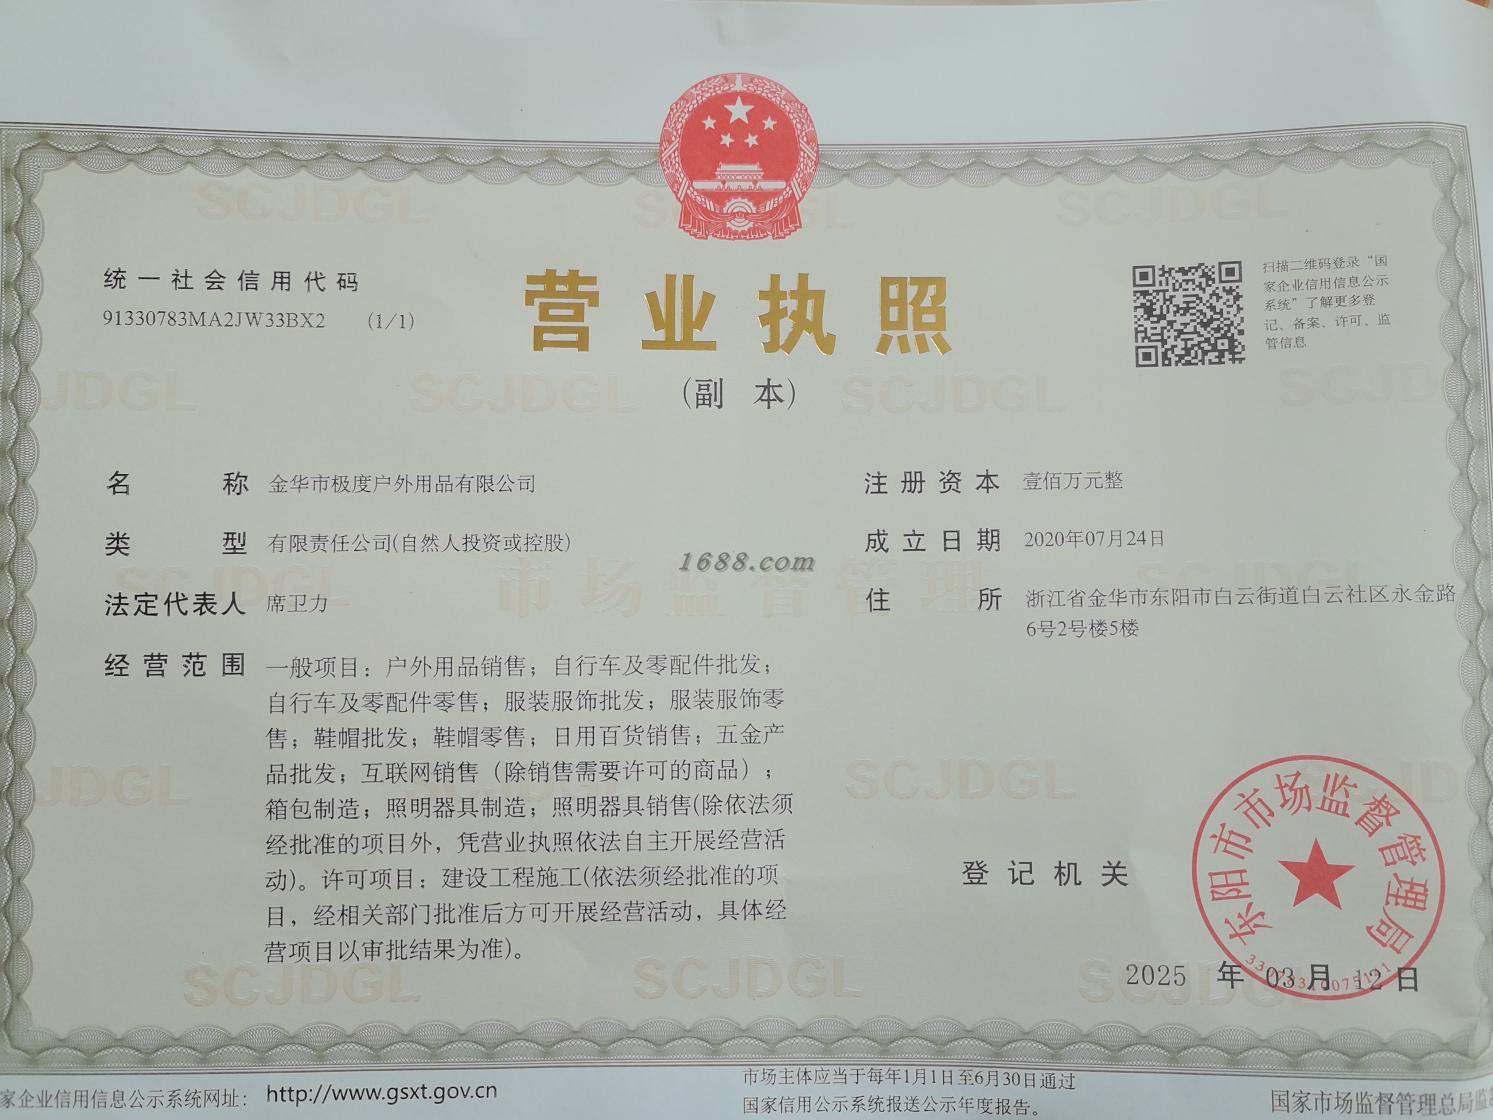 统一社会信用代码
91330783MA2JW33BX2 (1/1)
营业执照
(副 本)
扫描二维码登录“国
家企业信用信息公示
系统”了解更多登
记、备案、许可、监
管信息
名 称 金华市极度户外用品有限公司
类 型 有限责任公司(自然人投资或控股)
法定代表人 席卫力
经营范围 一般项目：户外用品销售；自行车及零配件批发；
自行车及零配件零售；服装服饰批发；服装服饰零
售；鞋帽批发；鞋帽零售；日用百货销售；五金产
品批发；互联网销售（除销售需要许可的商品）；
箱包制造；照明器具制造；照明器具销售(除依法须
经批准的项目外，凭营业执照依法自主开展经营活
动)。许可项目：建设工程施工(依法须经批准的项
目，经相关部门批准后方可开展经营活动，具体经
营项目以审批结果为准)。
注册资本 壹佰万元整
成立日期 2020年07月24日
住 所 浙江省金华市东阳市白云街道白云社区永金路
6号2号楼5楼
1688.com
市场监督管理
SCJDGL
登记机关
东阳市市场监督管理局
2025 年 03 月 12 日
家企业信用信息公示系统网址：http://www.gsxt.gov.cn
市场主体应当于每年1月1日至6月30日通过
国家信用公示系统报送公示年度报告。
国家市场监督管理总局监